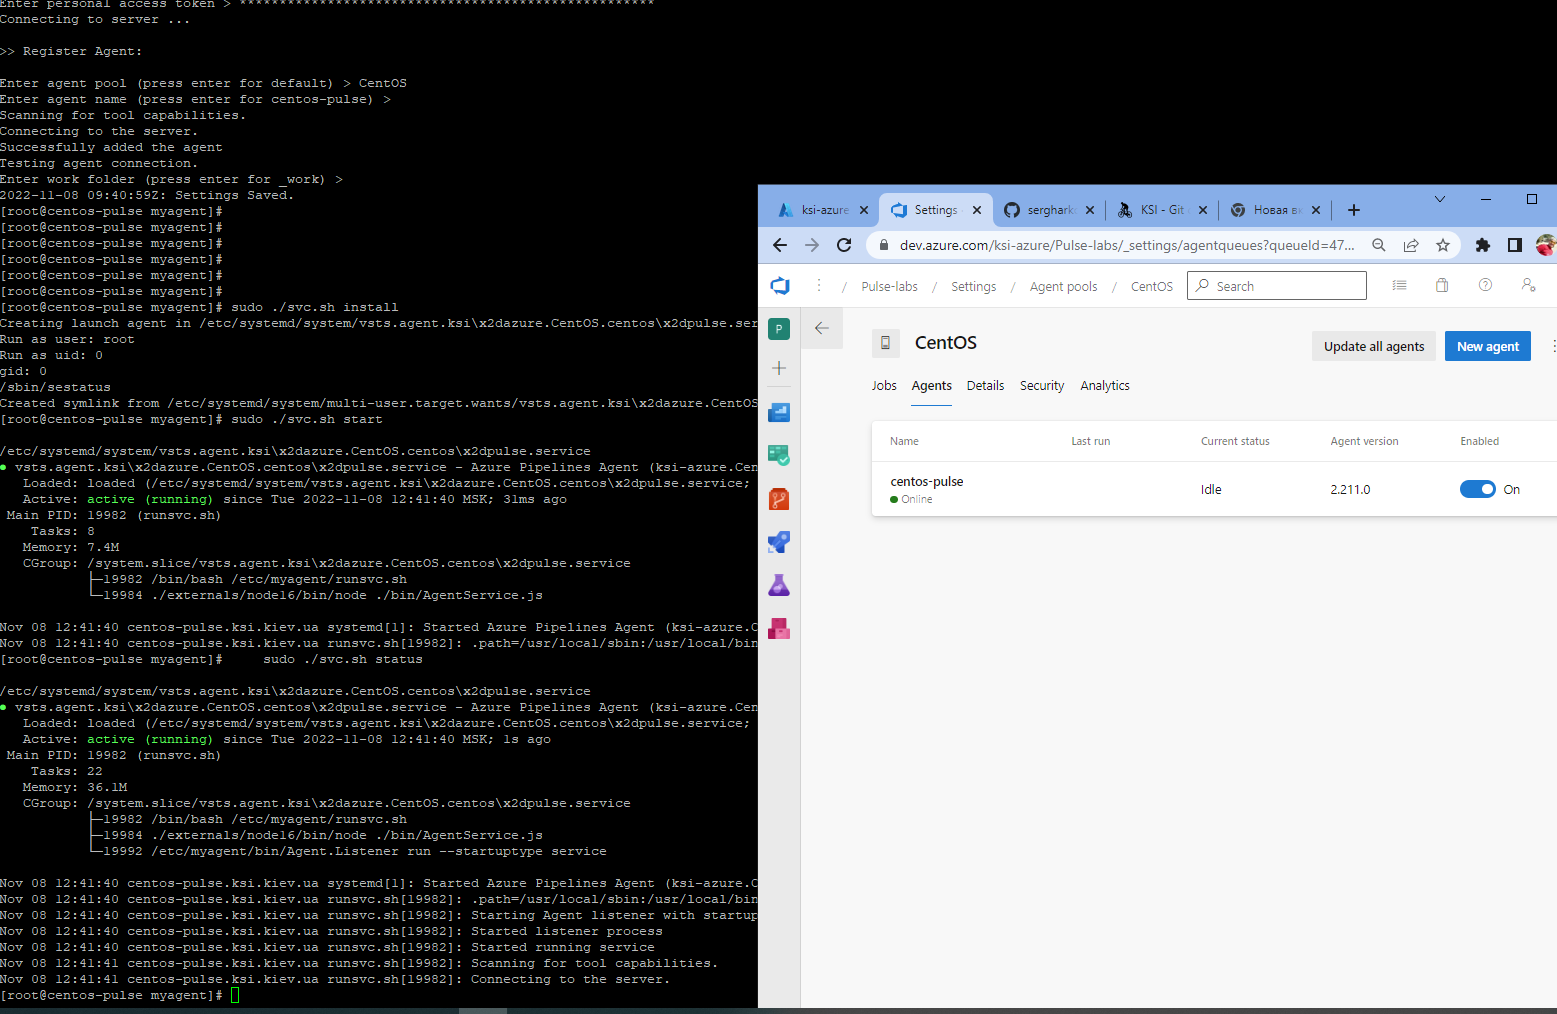 Enter personal access token > ****************************************************
Connecting to server ...
>> Register Agent:
Enter agent pool (press enter for default) > CentOS
Enter agent name (press enter for centos-pulse) >
Scanning for tool capabilities.
Connecting to the server.
Successfully added the agent
Testing agent connection.
Enter work folder (press enter for _work) >
2022-11-08 09:40:59Z: Settings Saved.
[root@centos-pulse myagent]#
[root@centos-pulse myagent]#
[root@centos-pulse myagent]#
[root@centos-pulse myagent]#
[root@centos-pulse myagent]#
[root@centos-pulse myagent]#
[root@centos-pulse myagent]# sudo ./svc.sh install
Creating launch agent in /etc/systemd/system/vsts.agent.ksi\x2dazure.CentOS.centos\x2dpulse.ser
Run as user: root
Run as uid: 0
gid: 0
/sbin/sestatus
Created symlink from /etc/systemd/system/multi-user.target.wants/vsts.agent.ksi\x2dazure.CentOS
[root@centos-pulse myagent]# sudo ./svc.sh start
/etc/systemd/system/vsts.agent.ksi\x2dazure.CentOS.centos\x2dpulse.service
● vsts.agent.ksi\x2dazure.CentOS.centos\x2dpulse.service - Azure Pipelines Agent (ksi-azure.Cen
Loaded: loaded (/etc/systemd/system/vsts.agent.ksi\x2dazure.CentOS.centos\x2dpulse.service;
Active: active (running) since Tue 2022-11-08 12:41:40 MSK; 31ms ago
Main PID: 19982 (runsvc.sh)
Tasks: 8
Memory: 7.4M
CGroup: /system.slice/vsts.agent.ksi\x2dazure.CentOS.centos\x2dpulse.service
├─19982 /bin/bash /etc/myagent/runsvc.sh
└─19984 ./externals/node16/bin/node ./bin/AgentService.js
Nov 08 12:41:40 centos-pulse.ksi.kiev.ua systemd[1]: Started Azure Pipelines Agent (ksi-azure.C
Nov 08 12:41:40 centos-pulse.ksi.kiev.ua runsvc.sh[19982]: .path=/usr/local/sbin:/usr/local/bin
[root@centos-pulse myagent]#     sudo ./svc.sh status
/etc/systemd/system/vsts.agent.ksi\x2dazure.CentOS.centos\x2dpulse.service
● vsts.agent.ksi\x2dazure.CentOS.centos\x2dpulse.service - Azure Pipelines Agent (ksi-azure.Cen
Loaded: loaded (/etc/systemd/system/vsts.agent.ksi\x2dazure.CentOS.centos\x2dpulse.service;
Active: active (running) since Tue 2022-11-08 12:41:40 MSK; 1s ago
Main PID: 19982 (runsvc.sh)
Tasks: 22
Memory: 36.1M
CGroup: /system.slice/vsts.agent.ksi\x2dazure.CentOS.centos\x2dpulse.service
├─19982 /bin/bash /etc/myagent/runsvc.sh
├─19984 ./externals/node16/bin/node ./bin/AgentService.js
└─19992 /etc/myagent/bin/Agent.Listener run --startuptype service
Nov 08 12:41:40 centos-pulse.ksi.kiev.ua systemd[1]: Started Azure Pipelines Agent (ksi-azure.C
Nov 08 12:41:40 centos-pulse.ksi.kiev.ua runsvc.sh[19982]: .path=/usr/local/sbin:/usr/local/bin
Nov 08 12:41:40 centos-pulse.ksi.kiev.ua runsvc.sh[19982]: Starting Agent listener with startup
Nov 08 12:41:40 centos-pulse.ksi.kiev.ua runsvc.sh[19982]: Started listener process
Nov 08 12:41:40 centos-pulse.ksi.kiev.ua runsvc.sh[19982]: Started running service
Nov 08 12:41:41 centos-pulse.ksi.kiev.ua runsvc.sh[19982]: Scanning for tool capabilities.
Nov 08 12:41:41 centos-pulse.ksi.kiev.ua runsvc.sh[19982]: Connecting to the server.
[root@centos-pulse myagent]#
ksi-azure Settings serghark KSI - Git Новая вк
dev.azure.com/ksi-azure/Pulse-labs/_settings/agentqueues?queueId=47...
/ Pulse-labs / Settings / Agent pools / CentOS Search
P
CentOS Update all agents New agent
Jobs Agents Details Security Analytics
Name Last run Current status Agent version Enabled
centos-pulse Idle 2.211.0 On
Online